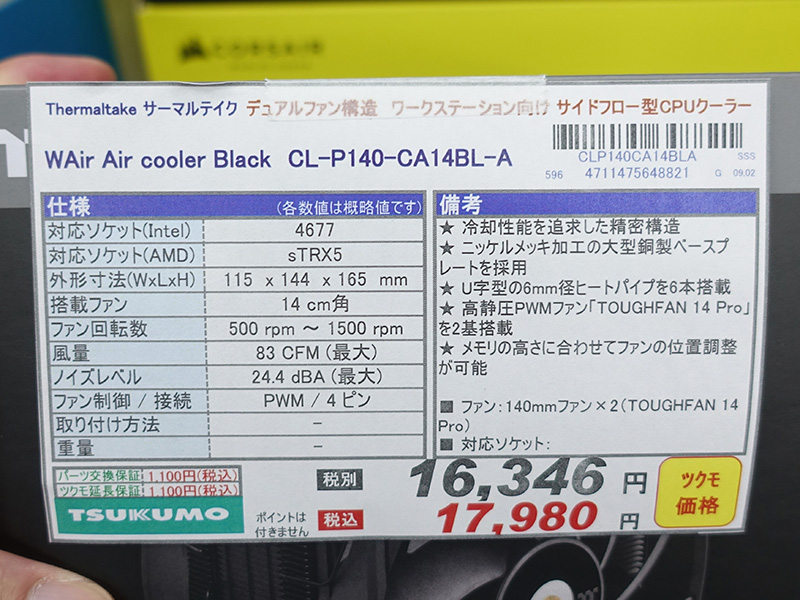 CORSAIR
Thermaltake サーマルテイク デュアルファン構造 ワークステーション向け サイドフロー型CPUクーラー
WAir Air cooler Black CL-P140-CA14BL-A
CLP140CA14BLA SSS
596 4711475648821 G 09.02
仕様 (各数値は概略値です)
対応ソケット(Intel) 4677
対応ソケット(AMD) sTRX5
外形寸法(WxLxH) 115 x 144 x 165 mm
搭載ファン 14 cm角
ファン回転数 500 rpm ～ 1500 rpm
風量 83 CFM (最大)
ノイズレベル 24.4 dBA (最大)
ファン制御 / 接続 PWM / 4ピン
取り付け方法 －
重量 －
備考
★ 冷却性能を追求した精密構造
★ ニッケルメッキ加工の大型銅製ベースプ
レートを採用
★ U字型の6mm径ヒートパイプを6本搭載
★ 高静圧PWMファン「TOUGHFAN 14 Pro」
を2基搭載
★ メモリの高さに合わせてファンの位置調整
が可能
■ ファン：140mmファン×2(TOUGHFAN 14
Pro)
■ 対応ソケット：
パーツ交換保証 1,100円(税込)
ツクモ延長保証 1,100円(税込)
TSUKUMO
ポイントは
付きません
税別 16,346 円
税込 17,980 円
ツクモ
価格